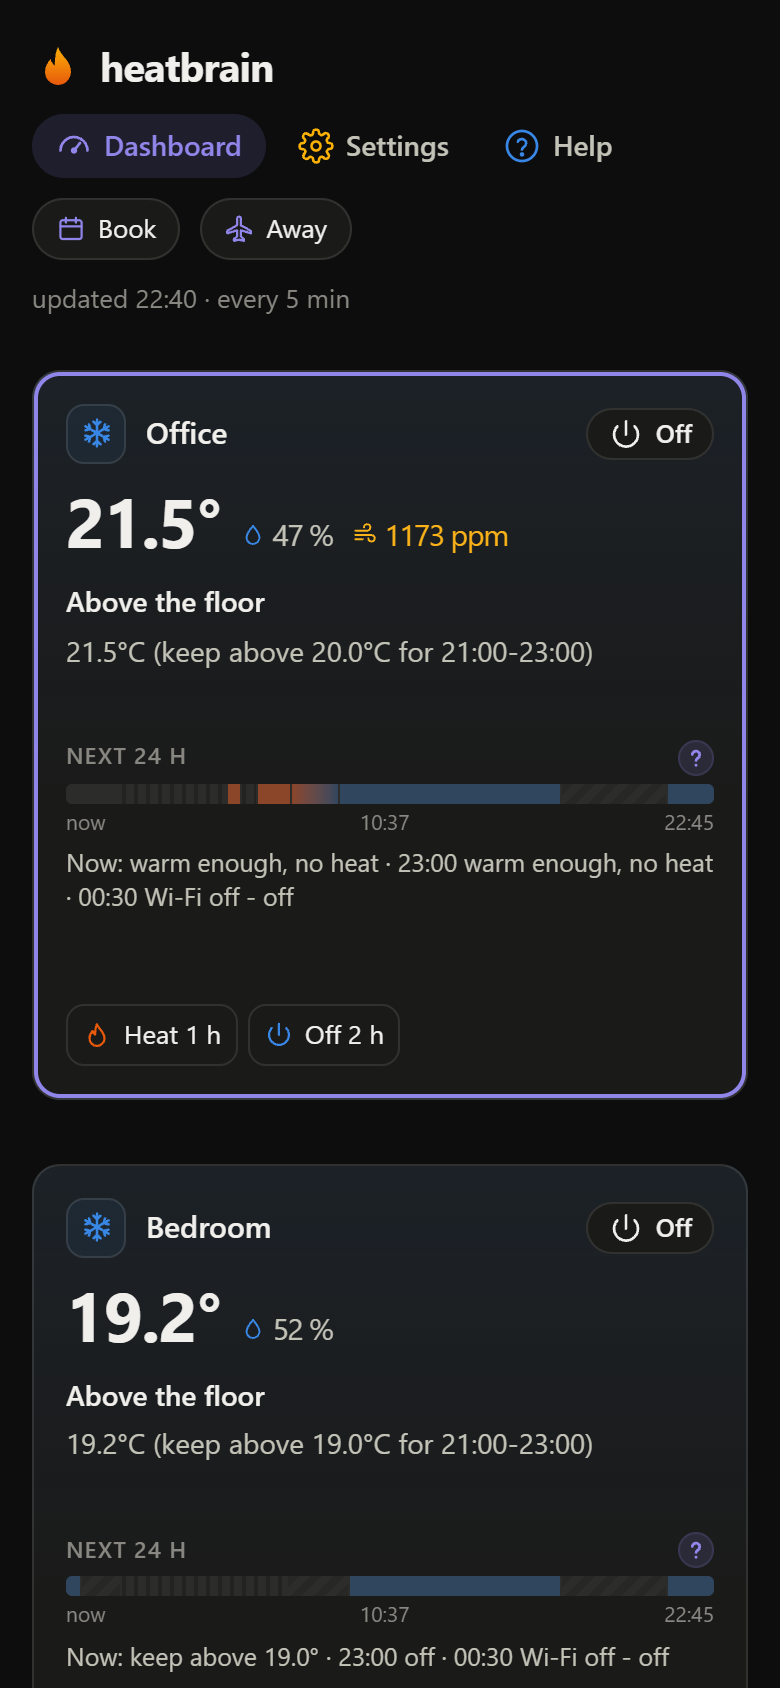 heatbrain
Dashboard Settings Help
Book Away
updated 22:40 · every 5 min
Office Off
21.5° 47 % 1173 ppm
Above the floor
21.5°C (keep above 20.0°C for 21:00-23:00)
NEXT 24 H ?
now 10:37 22:45
Now: warm enough, no heat · 23:00 warm enough, no heat
· 00:30 Wi-Fi off - off
Heat 1 h Off 2 h
Bedroom Off
19.2° 52 %
Above the floor
19.2°C (keep above 19.0°C for 21:00-23:00)
NEXT 24 H ?
now 10:37 22:45
Now: keep above 19.0° · 23:00 off · 00:30 Wi-Fi off - off